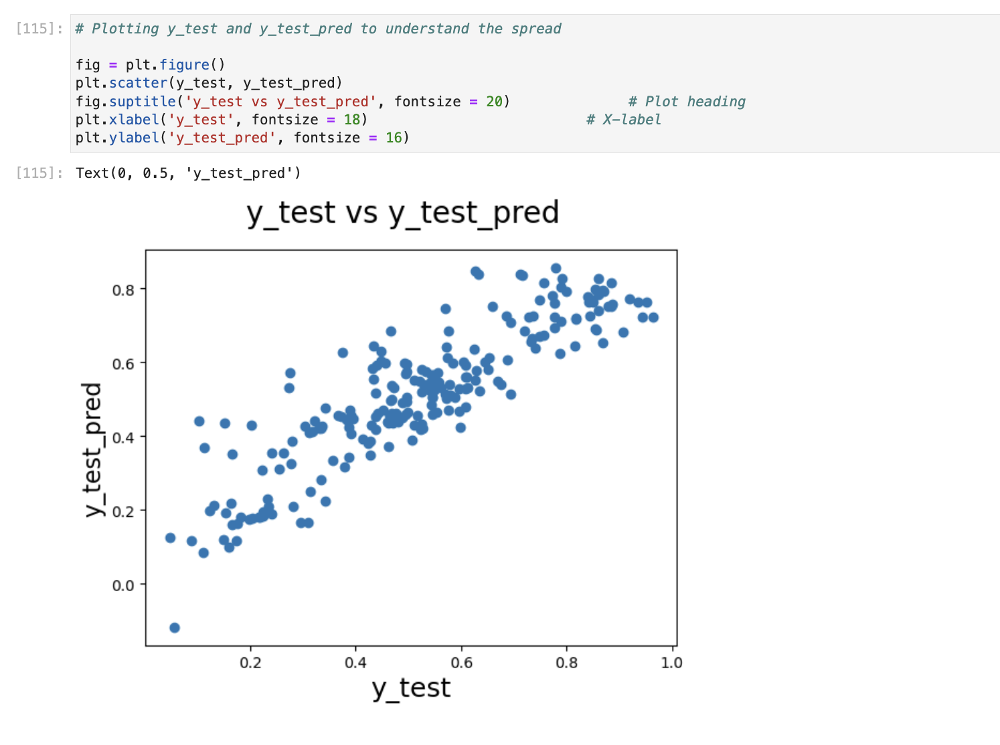 [115]: # Plotting y_test and y_test_pred to understand the spread
fig = plt.figure()
plt.scatter(y_test, y_test_pred)
fig.suptitle('y_test vs y_test_pred', fontsize = 20)              # Plot heading
plt.xlabel('y_test', fontsize = 18)                          # X-label
plt.ylabel('y_test_pred', fontsize = 16)
[115]: Text(0, 0.5, 'y_test_pred')
y_test vs y_test_pred
0.8
0.6
0.4
0.2
0.0
y_test_pred
0.2 0.4 0.6 0.8 1.0
y_test